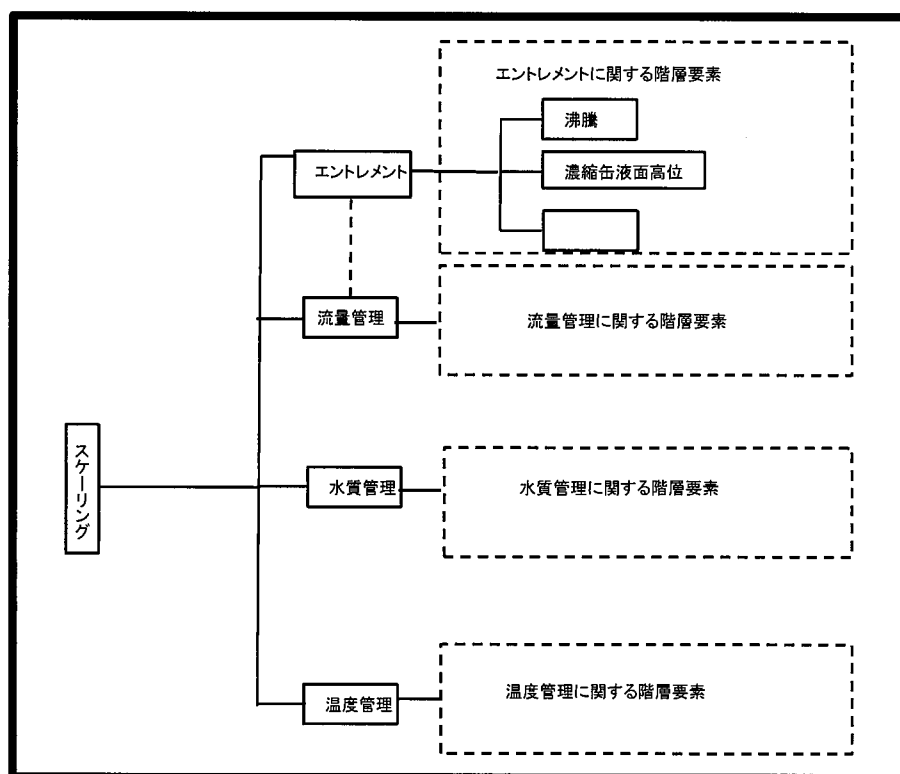 エントレメントに関する階層要素
沸騰
エントレメント
濃縮缶液面高位
流量管理
流量管理に関する階層要素
スケーリング
水質管理
水質管理に関する階層要素
温度管理
温度管理に関する階層要素